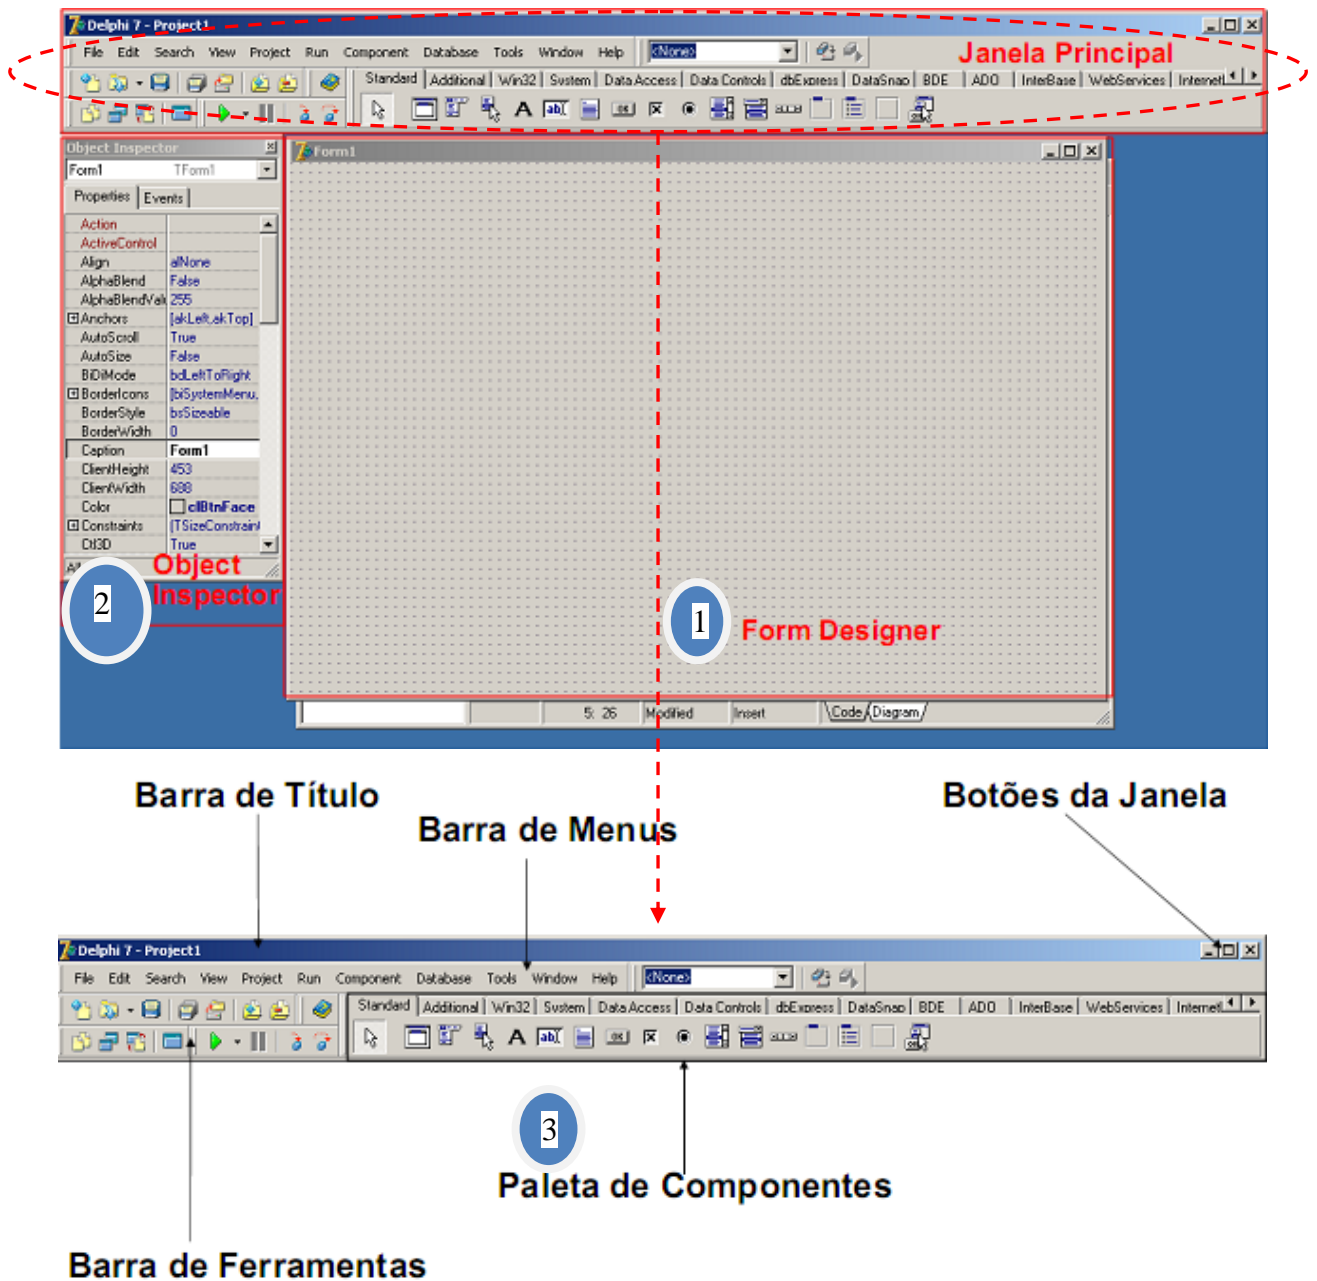 Delphi 7 - Project1
File Edit Search View Project Run Component Database Tools Window Help <None> Janela Principal
Standard Additional Win32 System Data Access Data Controls dbExpress DataSnap BDE ADO InterBase WebServices Internet
Object Inspector
Form1 TForm1
Properties Events
Action
ActiveControl
Align alNone
AlphaBlend False
AlphaBlendVal 255
Anchors [akLeft,akTop]
AutoScroll True
AutoSize False
BiDiMode bdLeftToRight
BorderIcons [biSystemMenu,
BorderStyle bsSizeable
BorderWidth 0
Caption Form1
ClientHeight 453
ClientWidth 688
Color clBtnFace
Constraints (TSizeConstraint
Ctl3D True
Object
Inspector
2
Form1
1
Form Designer
5: 26 Modified Insert Code Diagram
Barra de Título
Botões da Janela
Barra de Menus
Delphi 7 - Project1
File Edit Search View Project Run Component Database Tools Window Help <None>
Standard Additional Win32 System Data Access Data Controls dbExpress DataSnap BDE ADO InterBase WebServices Internet
3
Paleta de Componentes
Barra de Ferramentas